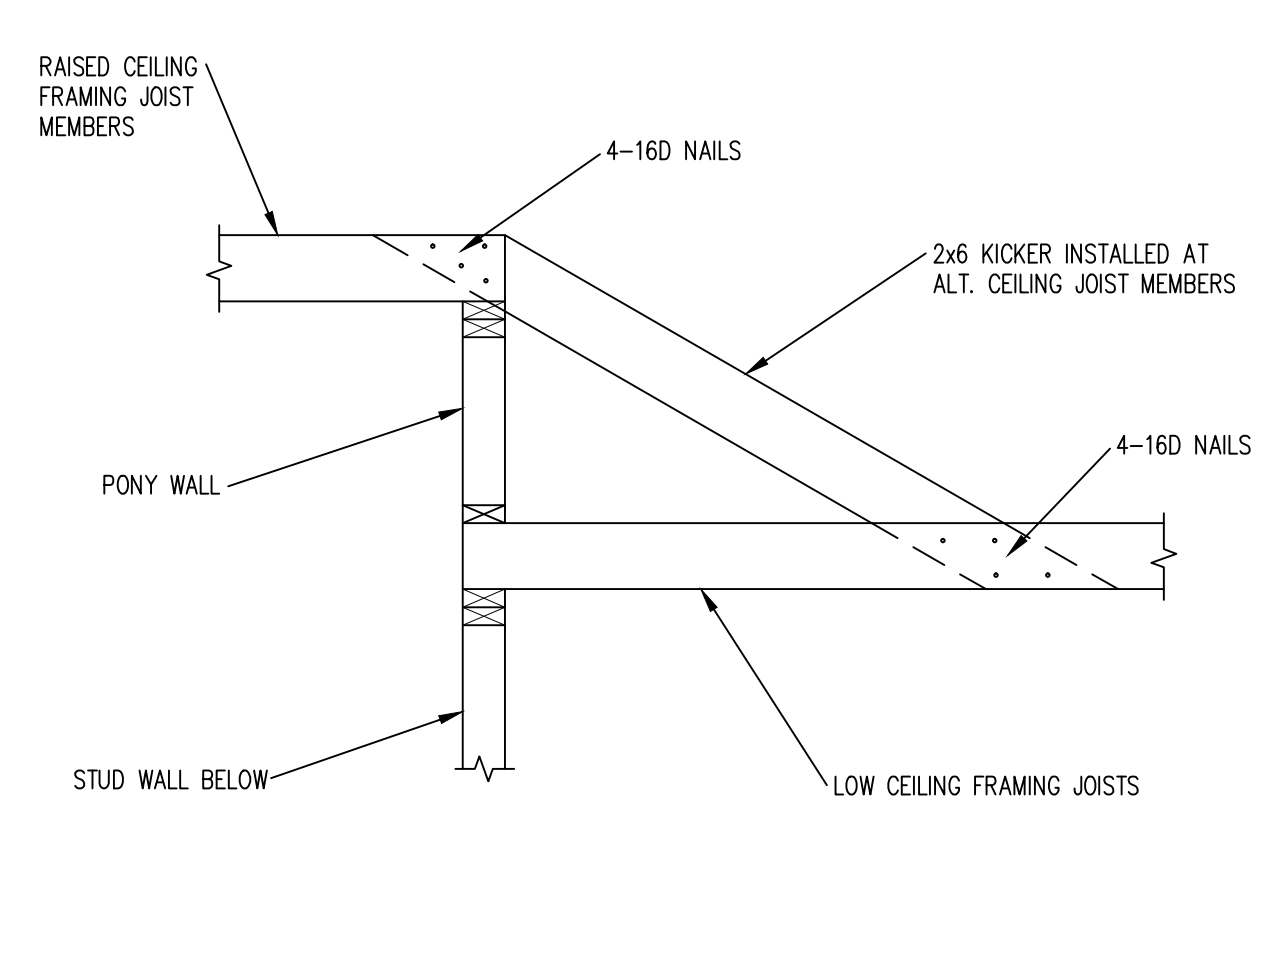 RAISED CEILING
FRAMING JOIST
MEMBERS
4-16D NAILS
2x6 KICKER INSTALLED AT
ALT. CEILING JOIST MEMBERS
4-16D NAILS
PONY WALL
STUD WALL BELOW
LOW CEILING FRAMING JOISTS